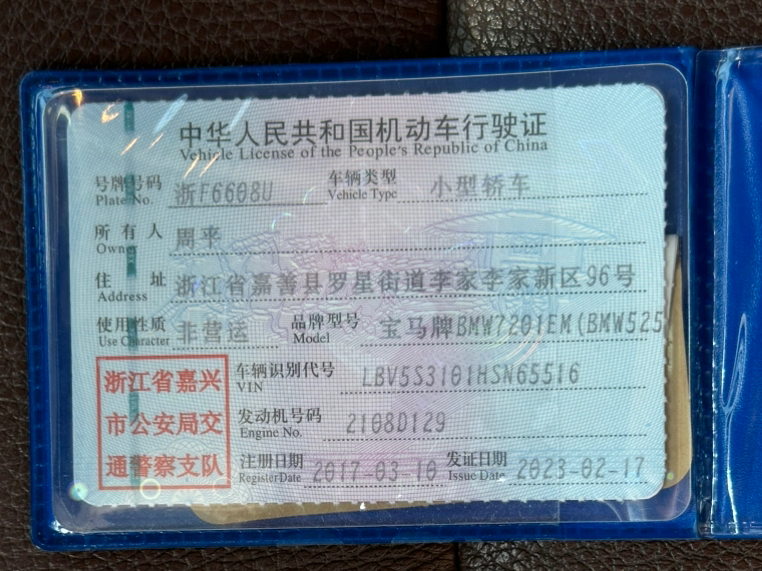 中华人民共和国机动车行驶证
Vehicle License of the People's Republic of China
号牌号码 浙F6608U 车辆类型 小型轿车
Plate No. Vehicle Type
所有人 周平
Owner
住址 浙江省嘉善县罗星街道李家李家新区96号
Address
使用性质 非营运 品牌型号 宝马牌BMW7201EM(BMW525
Use Character Model
浙江省嘉兴
市公安局交
通警察支队
车辆识别代号 LBV5S3101HSN65516
VIN
发动机号码 2108D129
Engine No.
注册日期 2017-03-10 发证日期 2023-02-17
Register Date Issue Date